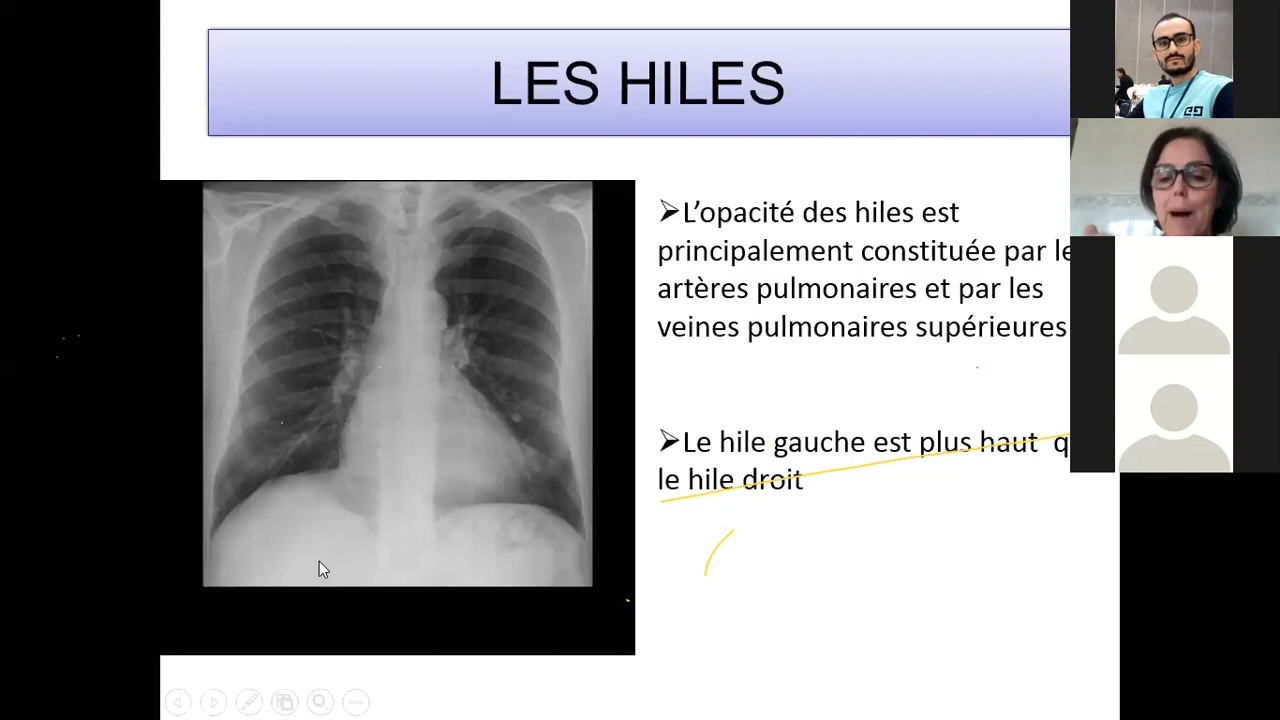 LES HILES
➢L’opacité des hiles est
principalement constituée par
artères pulmonaires et par les
veines pulmonaires supérieures
➢Le hile gauche est plus haut
le hile droit